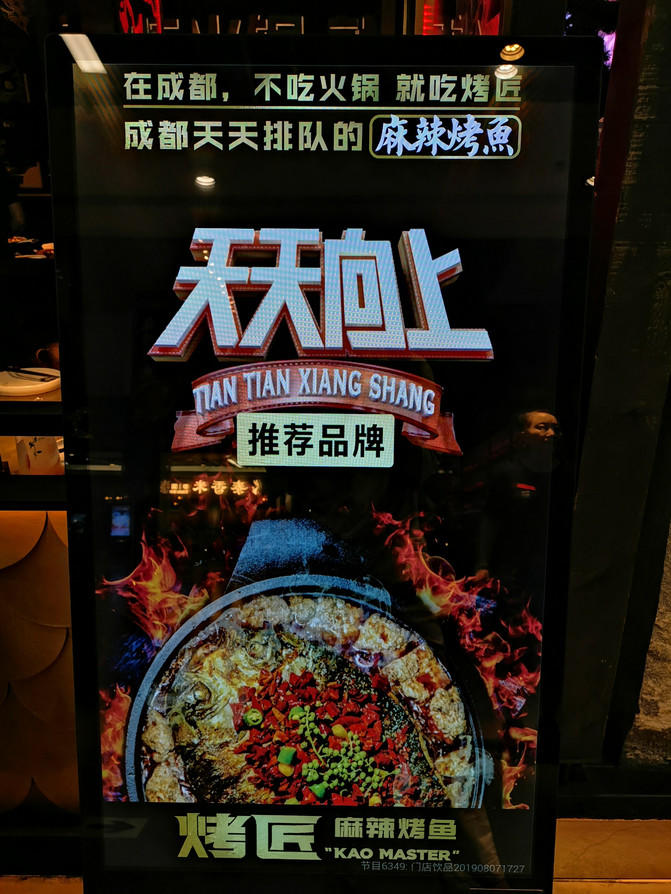 在成都，不吃火锅 就吃烤匠
成都天天排队的 麻辣烤魚
天天向上
TIAN TIAN XIANG SHANG
推荐品牌
烤匠 麻辣烤鱼
"KAO MASTER"
节目6349: 门店饮品201908071727